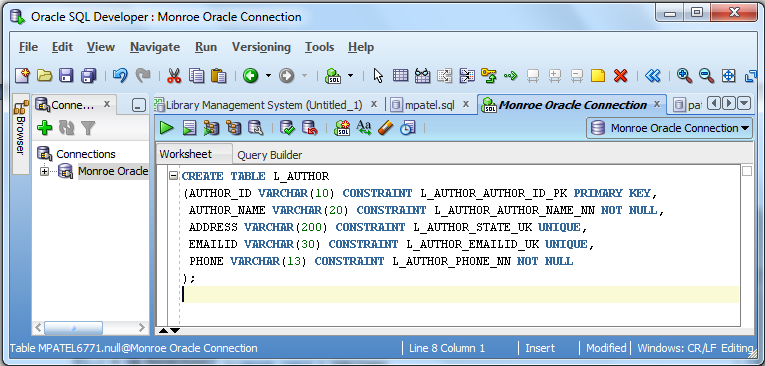 Oracle SQL Developer : Monroe Oracle Connection
File Edit View Navigate Run Versioning Tools Help
Conne...
Library Management System (Untitled_1)
mpatel.sql
Monroe Oracle Connection
pat
Browser
SQL
Aa
Monroe Oracle Connection
Connections
Monroe Oracle
Worksheet Query Builder
CREATE TABLE L_AUTHOR
(AUTHOR_ID VARCHAR(10) CONSTRAINT L_AUTHOR_AUTHOR_ID_PK PRIMARY KEY,
AUTHOR_NAME VARCHAR(20) CONSTRAINT L_AUTHOR_AUTHOR_NAME_NN NOT NULL,
ADDRESS VARCHAR(200) CONSTRAINT L_AUTHOR_STATE_UK UNIQUE,
EMAILID VARCHAR(30) CONSTRAINT L_AUTHOR_EMAILID_UK UNIQUE,
PHONE VARCHAR(13) CONSTRAINT L_AUTHOR_PHONE_NN NOT NULL
);
Table MPATEL6771.null@Monroe Oracle Connection
Line 8 Column 1
Insert
Modified
Windows: CR/LF
Editing